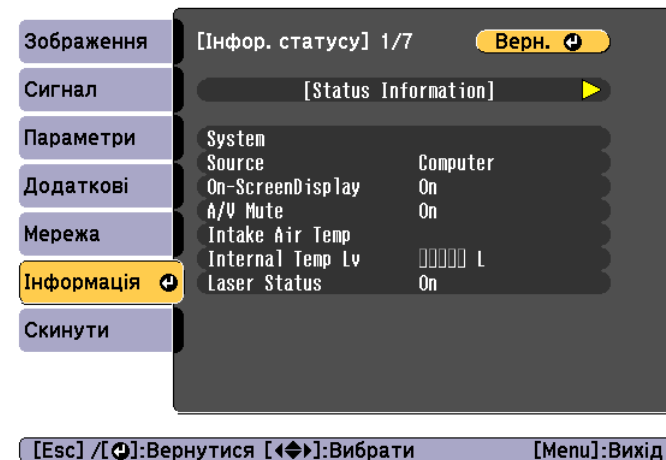 Зображення
Сигнал
Параметри
Додаткові
Мережа
Інформація
Скинути
[Інфор. статусу] 1/7 Верн.
[Status Information]
System
Source Computer
On-ScreenDisplay On
A/V Mute On
Intake Air Temp
Internal Temp Lv ▯▯▯▯▯ L
Laser Status On
[Esc] /[⏎]:Вернутися [◀◆▶]:Вибрати [Menu]:Вихід